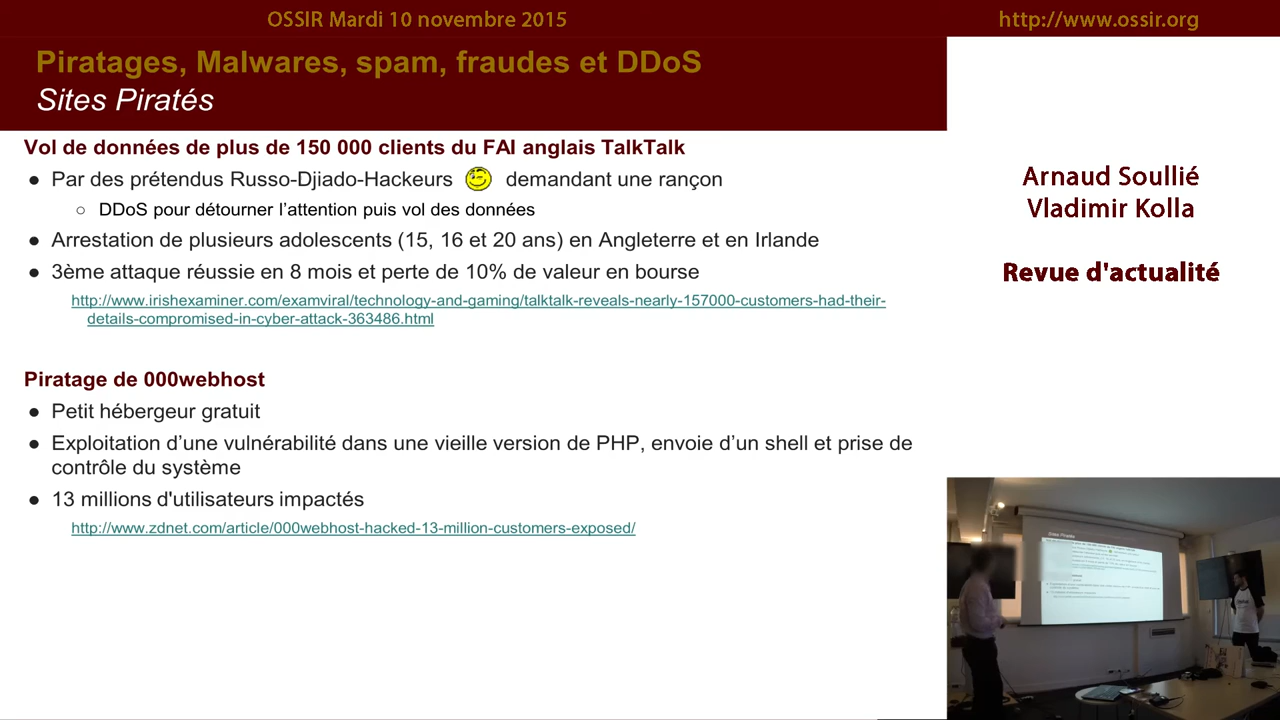 OSSIR Mardi 10 novembre 2015
http://www.ossir.org
Piratages, Malwares, spam, fraudes et DDoS
Sites Piratés
Vol de données de plus de 150 000 clients du FAI anglais TalkTalk
● Par des prétendus Russo-Djiado-Hackeurs demandant une rançon
○ DDoS pour détourner l’attention puis vol des données
● Arrestation de plusieurs adolescents (15, 16 et 20 ans) en Angleterre et en Irlande
● 3ème attaque réussie en 8 mois et perte de 10% de valeur en bourse
http://www.irishexaminer.com/examviral/technology-and-gaming/talktalk-reveals-nearly-157000-customers-had-their-
details-compromised-in-cyber-attack-363486.html
Piratage de 000webhost
● Petit hébergeur gratuit
● Exploitation d’une vulnérabilité dans une vieille version de PHP, envoie d’un shell et prise de
contrôle du système
● 13 millions d'utilisateurs impactés
http://www.zdnet.com/article/000webhost-hacked-13-million-customers-exposed/
Arnaud Soullié
Vladimir Kolla
Revue d'actualité
Sites Piratés